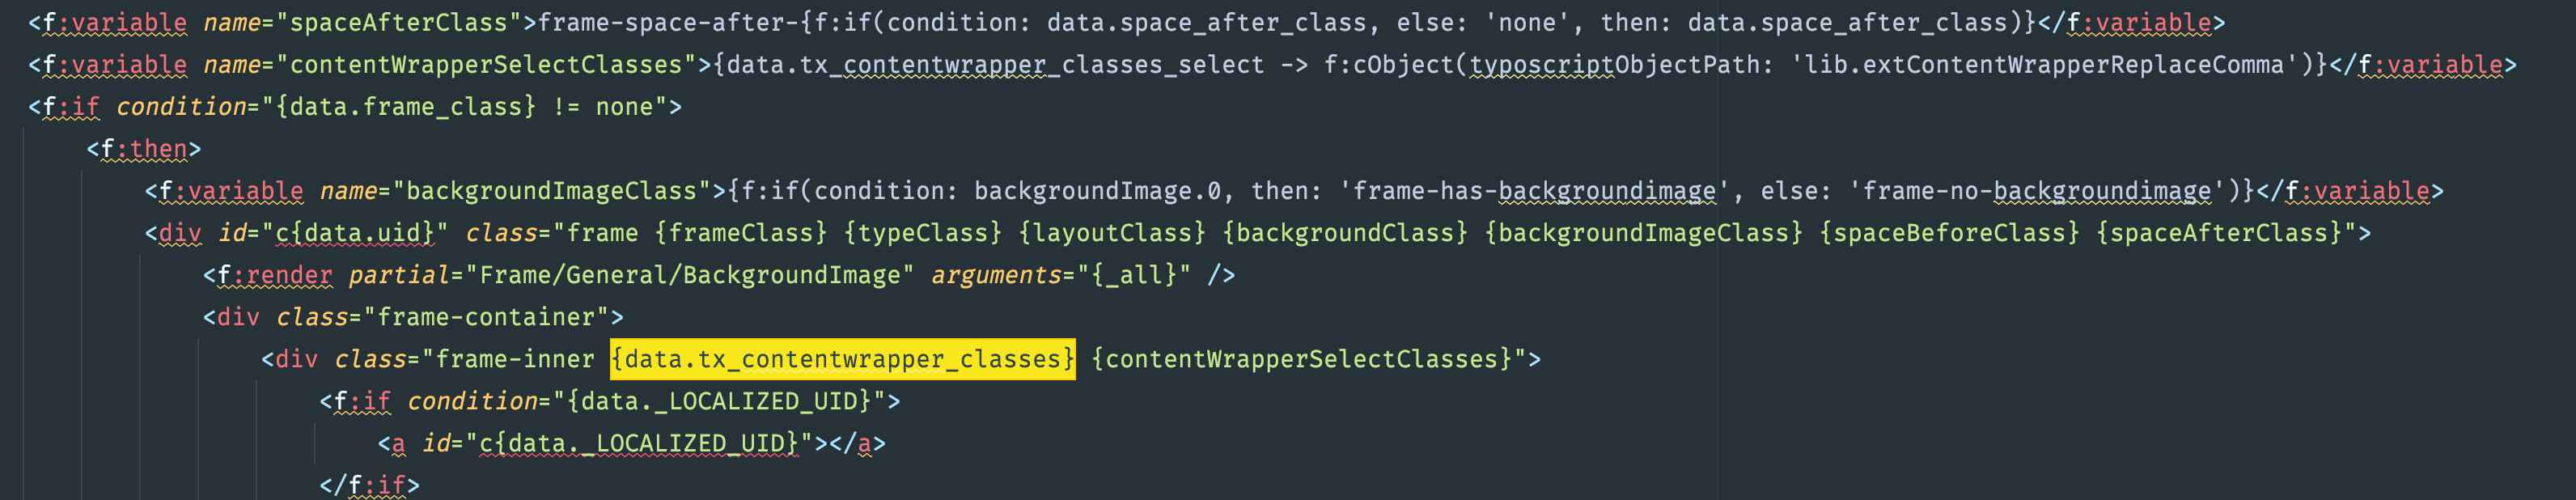 <f:variable name="spaceAfterClass">frame-space-after-{f:if(condition: data.space_after_class, else: 'none', then: data.space_after_class)}</f:variable>
<f:variable name="contentWrapperSelectClasses">{data.tx_contentwrapper_classes_select -> f:cObject(typoscriptObjectPath: 'lib.extContentWrapperReplaceComma')}</f:variable>
<f:if condition="{data.frame_class} != none">
<f:then>
<f:variable name="backgroundImageClass">{f:if(condition: backgroundImage.0, then: 'frame-has-backgroundimage', else: 'frame-no-backgroundimage')}</f:variable>
<div id="c{data.uid}" class="frame {frameClass} {typeClass} {layoutClass} {backgroundClass} {backgroundImageClass} {spaceBeforeClass} {spaceAfterClass}">
<f:render partial="Frame/General/BackgroundImage" arguments="{_all}" />
<div class="frame-container">
<div class="frame-inner {data.tx_contentwrapper_classes} {contentWrapperSelectClasses}">
<f:if condition="{data._LOCALIZED_UID}">
<a id="c{data._LOCALIZED_UID}"></a>
</f:if>